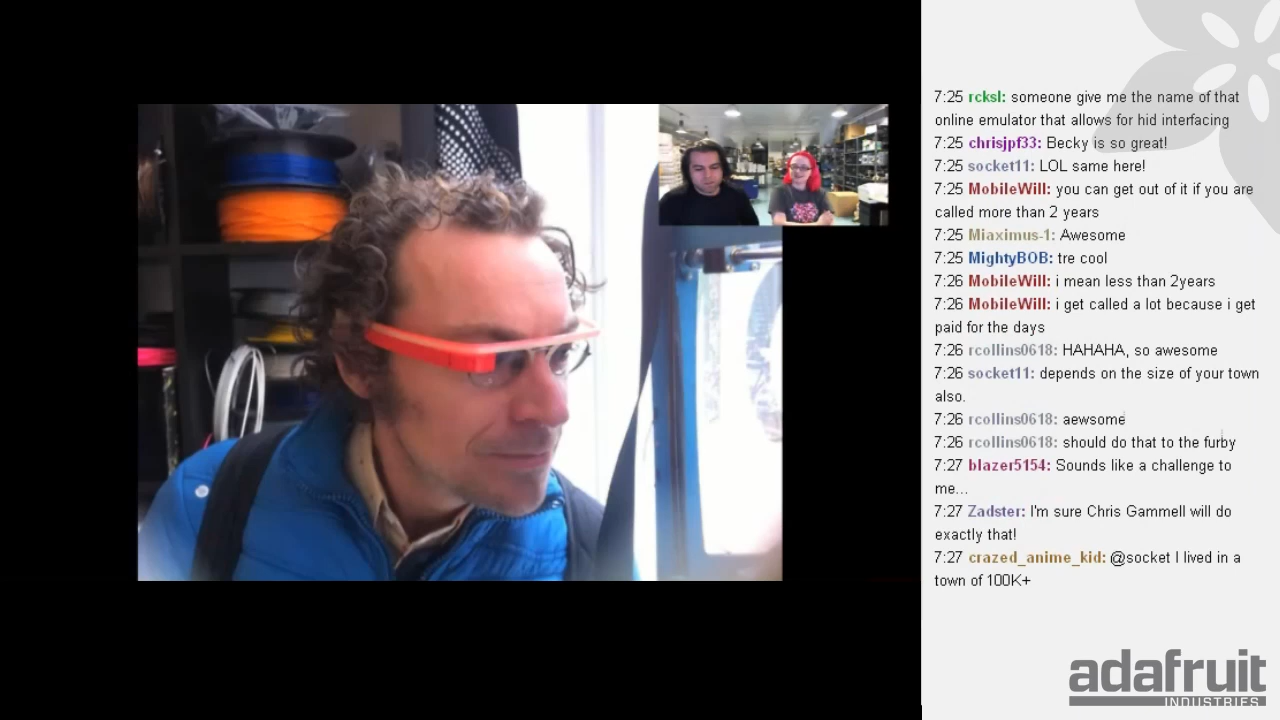 7:25 rcksl: someone give me the name of that
online emulator that allows for hid interfacing
7:25 chrisjpf33: Becky is so great!
7:25 socket11: LOL same here!
7:25 MobileWill: you can get out of it if you are
called more than 2 years
7:25 Miaximus-1: Awesome
7:25 MightyBOB: tre cool
7:26 MobileWill: i mean less than 2years
7:26 MobileWill: i get called a lot because i get
paid for the days
7:26 rcollins0618: HAHAHA, so awesome
7:26 socket11: depends on the size of your town
also.
7:26 rcollins0618: aewsome
7:26 rcollins0618: should do that to the furby
7:27 blazer5154: Sounds like a challenge to
me...
7:27 Zadster: I'm sure Chris Gammell will do
exactly that!
7:27 crazed_anime_kid: @socket I lived in a
town of 100K+
adafruit
INDUSTRIES